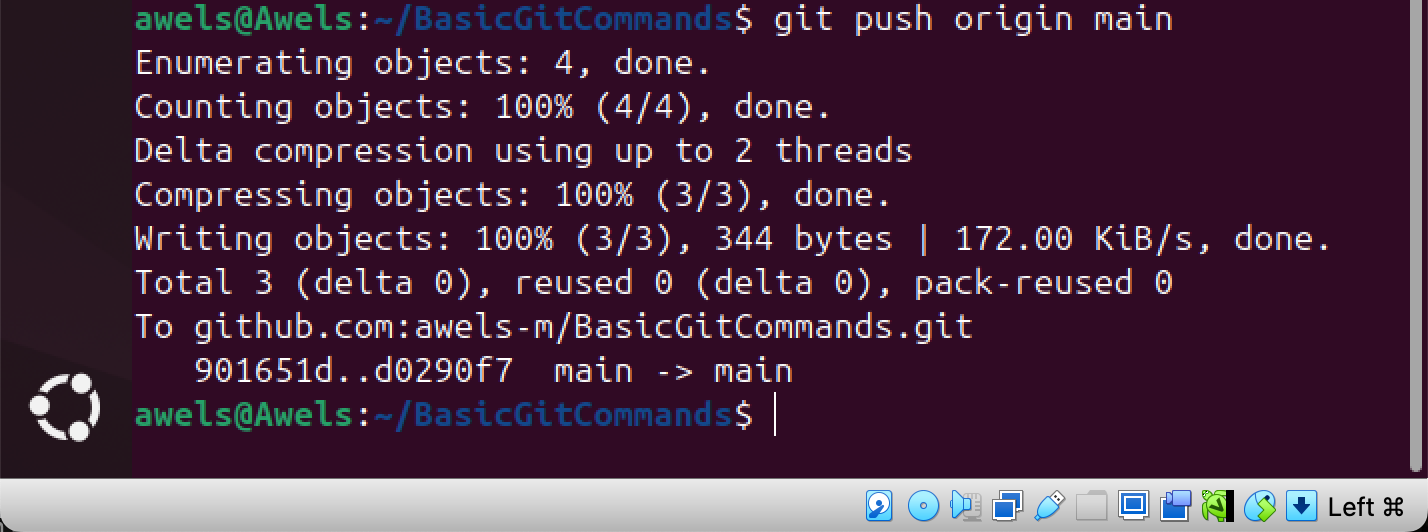 awels@Awels:~/BasicGitCommands$ git push origin main
Enumerating objects: 4, done.
Counting objects: 100% (4/4), done.
Delta compression using up to 2 threads
Compressing objects: 100% (3/3), done.
Writing objects: 100% (3/3), 344 bytes | 172.00 KiB/s, done.
Total 3 (delta 0), reused 0 (delta 0), pack-reused 0
To github.com:awels-m/BasicGitCommands.git
   901651d..d0290f7  main -> main
awels@Awels:~/BasicGitCommands$
Left ⌘